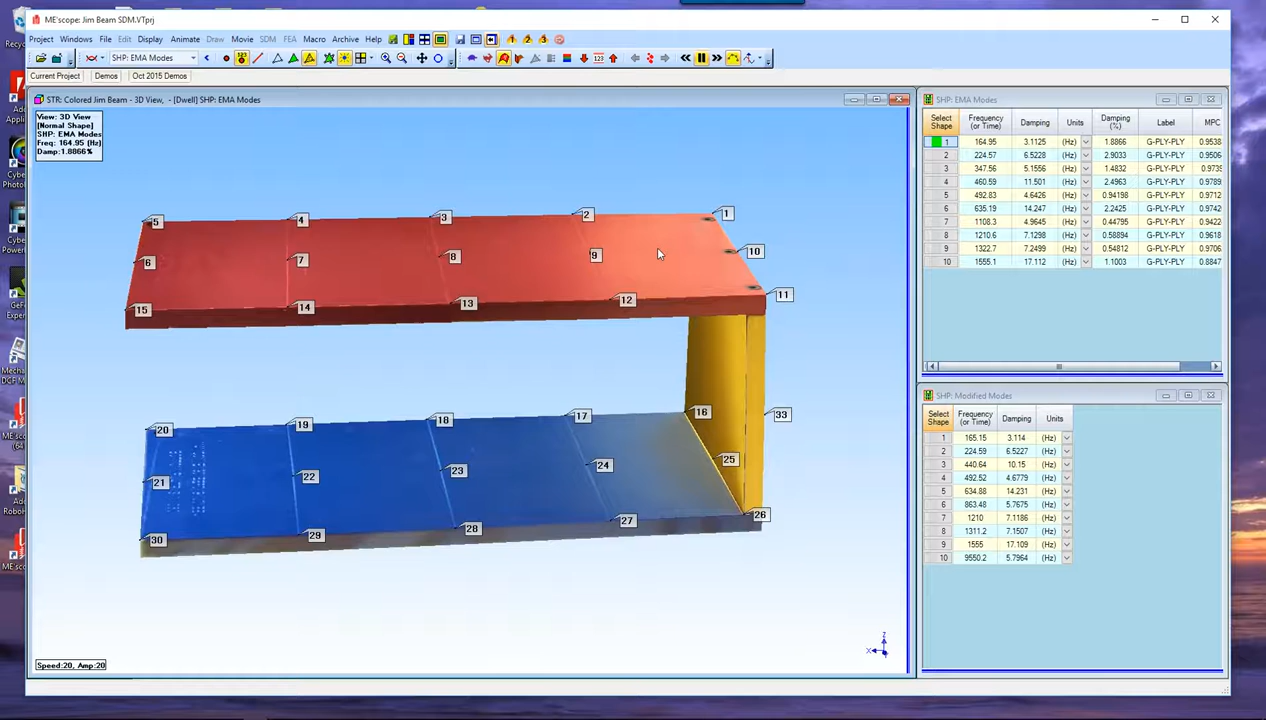 ME'scope: Jim Beam SDM.VTprj
Project Windows File Edit Display Animate Draw Movie SDM FEA Macro Archive Help
SHP: EMA Modes
Current Project Demos Oct 2015 Demos
STR: Colored Jim Beam - 3D View, - [Dwell] SHP: EMA Modes
View: 3D View
[Normal Shape]
SHP: EMA Modes
Freq: 164.95 (Hz)
Damp:1.8866%
5 4 3 2 1
6 7 8 9 10
15 14 13 12 11
20 19 18 17 16 33
21 22 23 24 25
30 29 28 27 26
Z
X
Speed:20, Amp:20
SHP: EMA Modes
Select Shape Frequency (or Time) Damping Units Damping (%) Label MPC
1 164.95 3.1125 (Hz) 1.8866 G-PLY-PLY 0.9538
2 224.57 6.5228 (Hz) 2.9033 G-PLY-PLY 0.9506
3 347.56 5.1556 (Hz) 1.4832 G-PLY-PLY 0.9735
4 460.59 11.501 (Hz) 2.4963 G-PLY-PLY 0.9789
5 492.83 4.6426 (Hz) 0.94198 G-PLY-PLY 0.9712
6 635.19 14.247 (Hz) 2.2425 G-PLY-PLY 0.9742
7 1108.3 4.9645 (Hz) 0.44795 G-PLY-PLY 0.9422
8 1210.6 7.1298 (Hz) 0.58894 G-PLY-PLY 0.9618
9 1322.7 7.2499 (Hz) 0.54812 G-PLY-PLY 0.9706
10 1555.1 17.112 (Hz) 1.1003 G-PLY-PLY 0.8847
SHP: Modified Modes
Select Shape Frequency (or Time) Damping Units
1 165.15 3.114 (Hz)
2 224.59 6.5227 (Hz)
3 440.64 10.15 (Hz)
4 492.52 4.6779 (Hz)
5 634.88 14.231 (Hz)
6 863.48 5.7675 (Hz)
7 1210 7.1186 (Hz)
8 1311.2 7.1507 (Hz)
9 1555 17.109 (Hz)
10 9550.2 5.7964 (Hz)